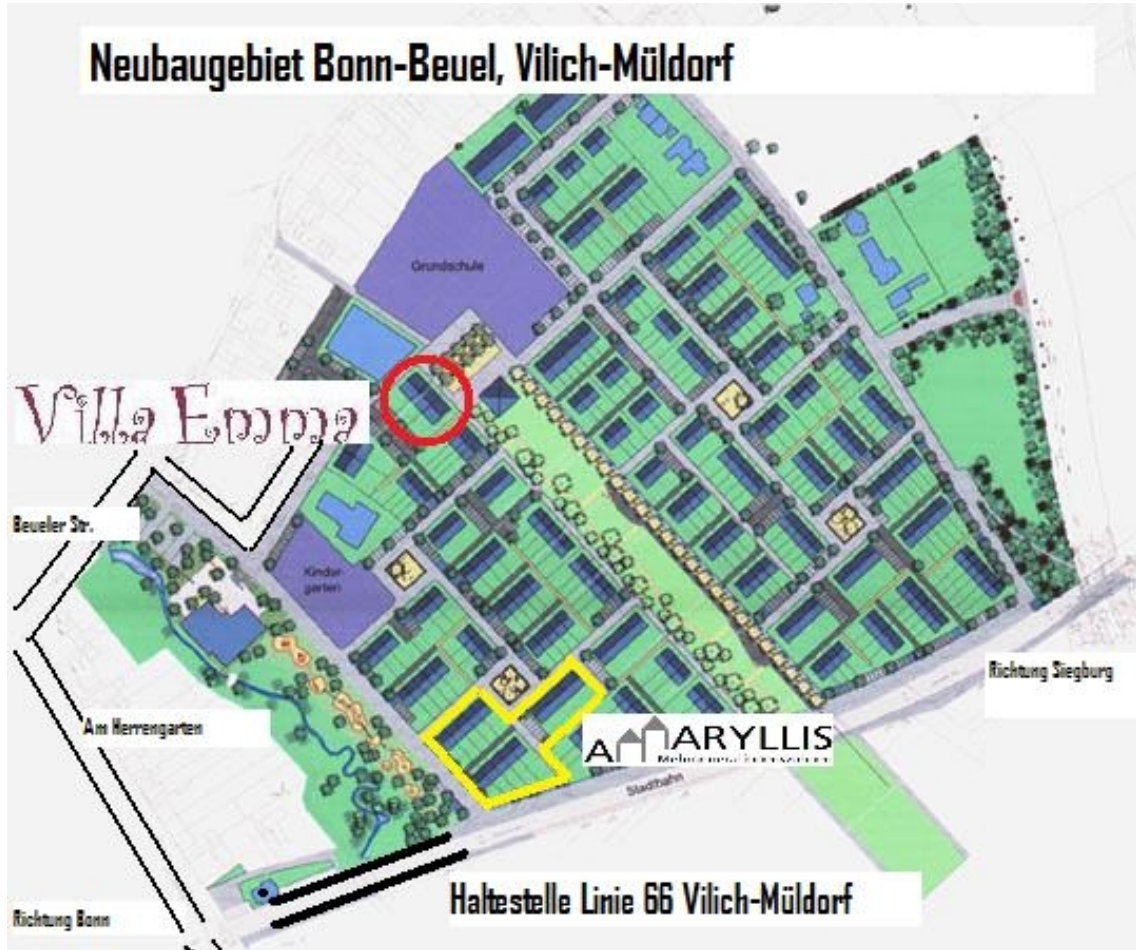 Neubaugebiet Bonn-Beuel, Vilich-Müldorf
Grundschule
Villa Emma
Beueler Str.
Kinder-
garten
Richtung Siegburg
Am Herrengarten
AMARYLLIS
Stadtbahn
Haltestelle Linie 66 Vilich-Müldorf
Richtung Bonn